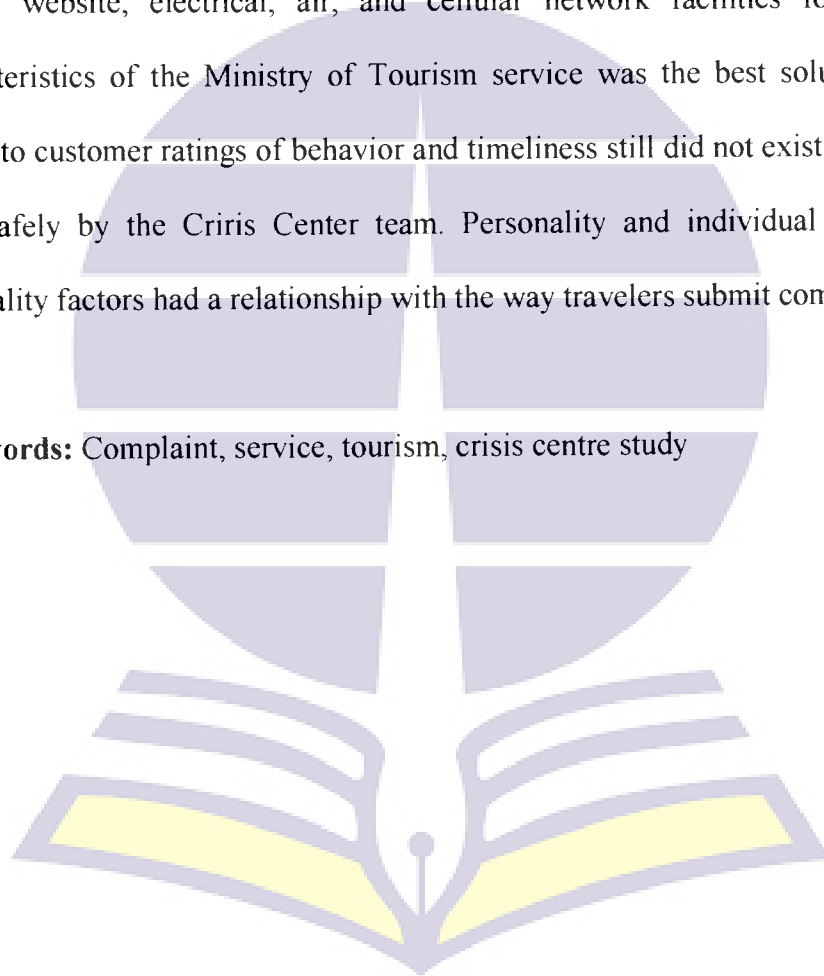 website, electrical, air, and cellular network facilities
teristics of the Ministry of Tourism service was the best solu
to customer ratings of behavior and timeliness still did not exist
afely by the Criris Center team. Personality and individual
ality factors had a relationship with the way travelers submit com
ords: Complaint, service, tourism, crisis centre study